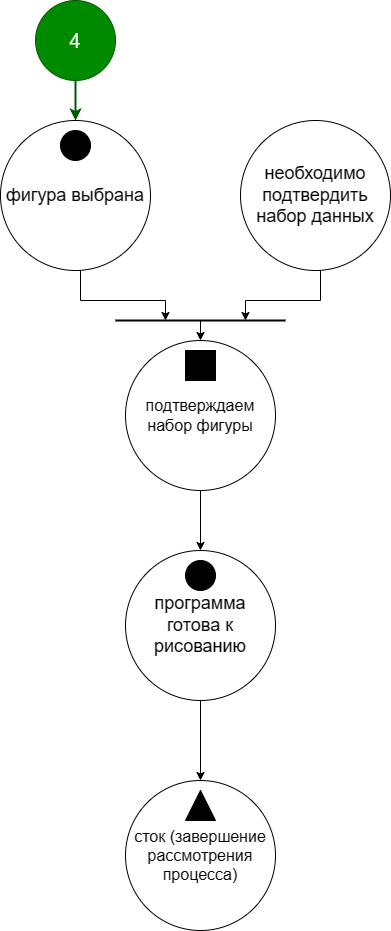 4
фигура выбрана
необходимо
подтвердить
набор данных
подтверждаем
набор фигуры
программа
готова к
рисованию
сток (завершение
рассмотрения
процесса)